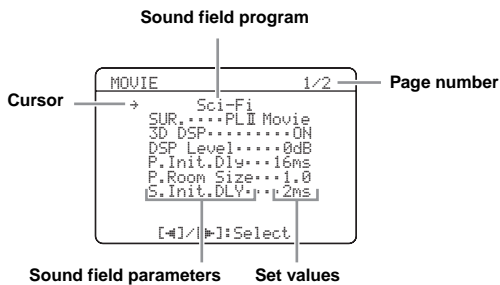 Sound field program
MOVIE 1/2
Page number
Cursor
→ Sci-Fi
SUR.····PLⅡ Movie
3D DSP·········ON
DSP Level·····0dB
P.Init.Dly···16ms
P.Room Size···1.0
S.Init.DLY····2ms
[◀]/[▶]:Select
Sound field parameters
Set values